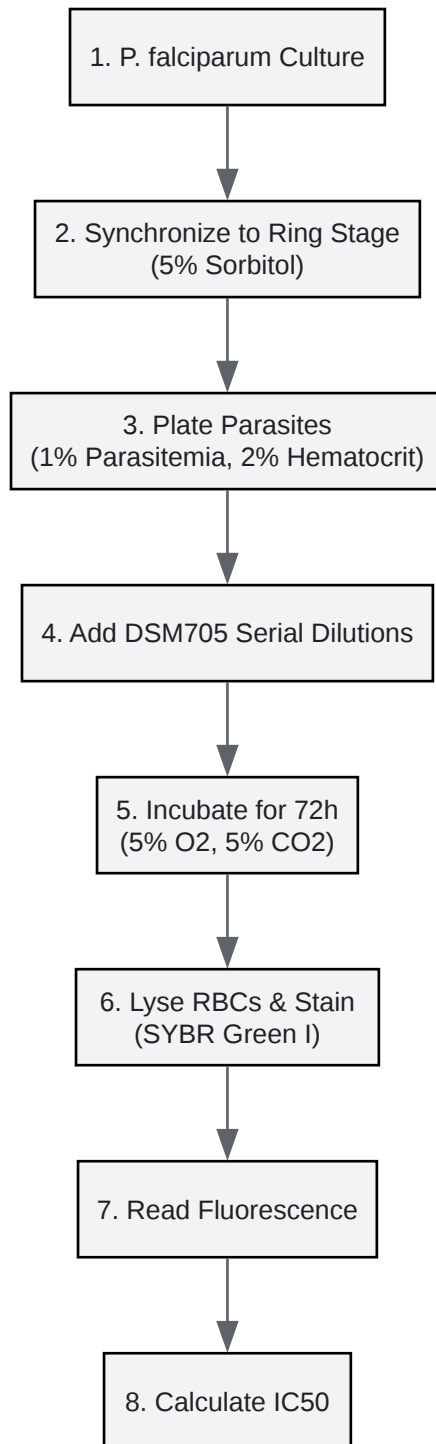 1. P. falciparum Culture
2. Synchronize to Ring Stage
(5% Sorbitol)
3. Plate Parasites
(1% Parasitemia, 2% Hematocrit)
4. Add DSM705 Serial Dilutions
5. Incubate for 72h
(5% O2, 5% CO2)
6. Lyse RBCs & Stain
(SYBR Green I)
7. Read Fluorescence
8. Calculate IC50